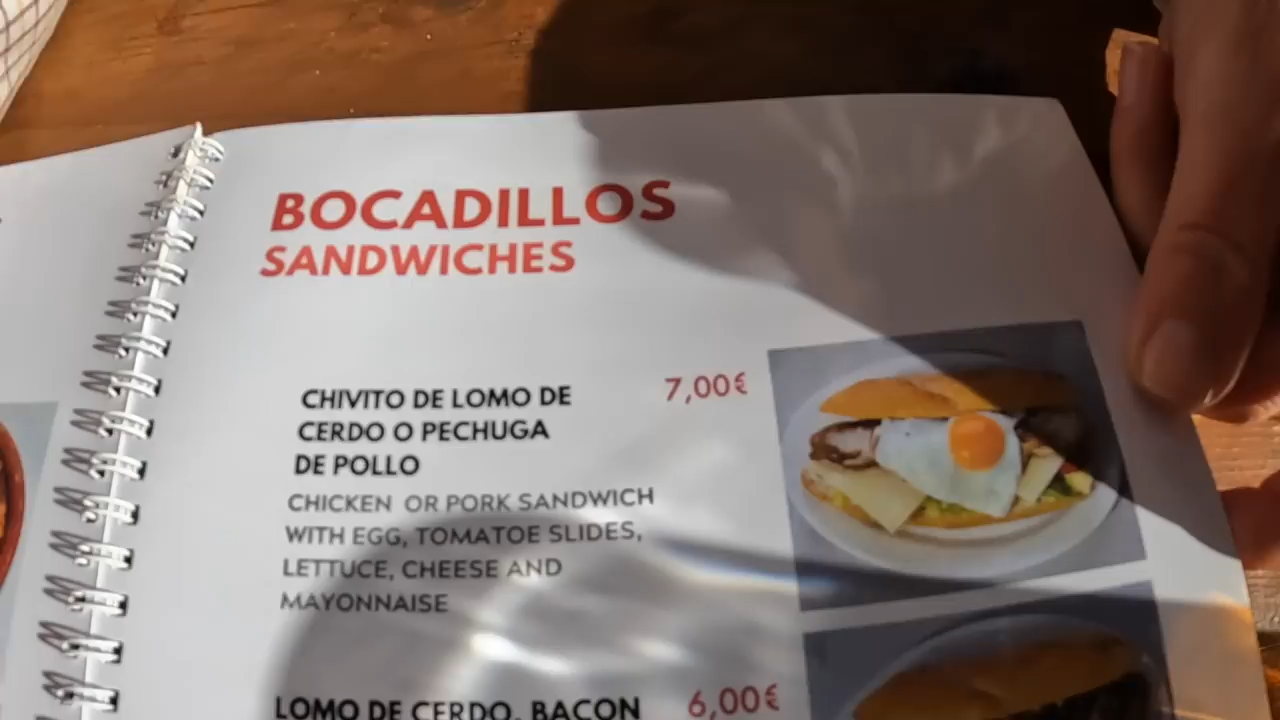 BOCADILLOS
SANDWICHES
CHIVITO DE LOMO DE
CERDO O PECHUGA
DE POLLO
7,00€
CHICKEN OR PORK SANDWICH
WITH EGG, TOMATOE SLIDES,
LETTUCE, CHEESE AND
MAYONNAISE
LOMO DE CERDO, BACON
6,00€